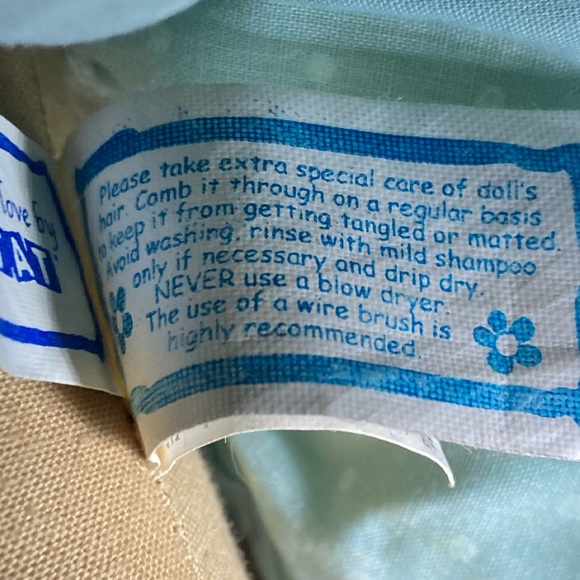 love by
Please take extra special care of doll's
hair. Comb it through on a regular basis
to keep it from getting tangled or matted.
Avoid washing, rinse with mild shampoo
only if necessary and drip dry.
NEVER use a blow dryer.
The use of a wire brush is
highly recommended.